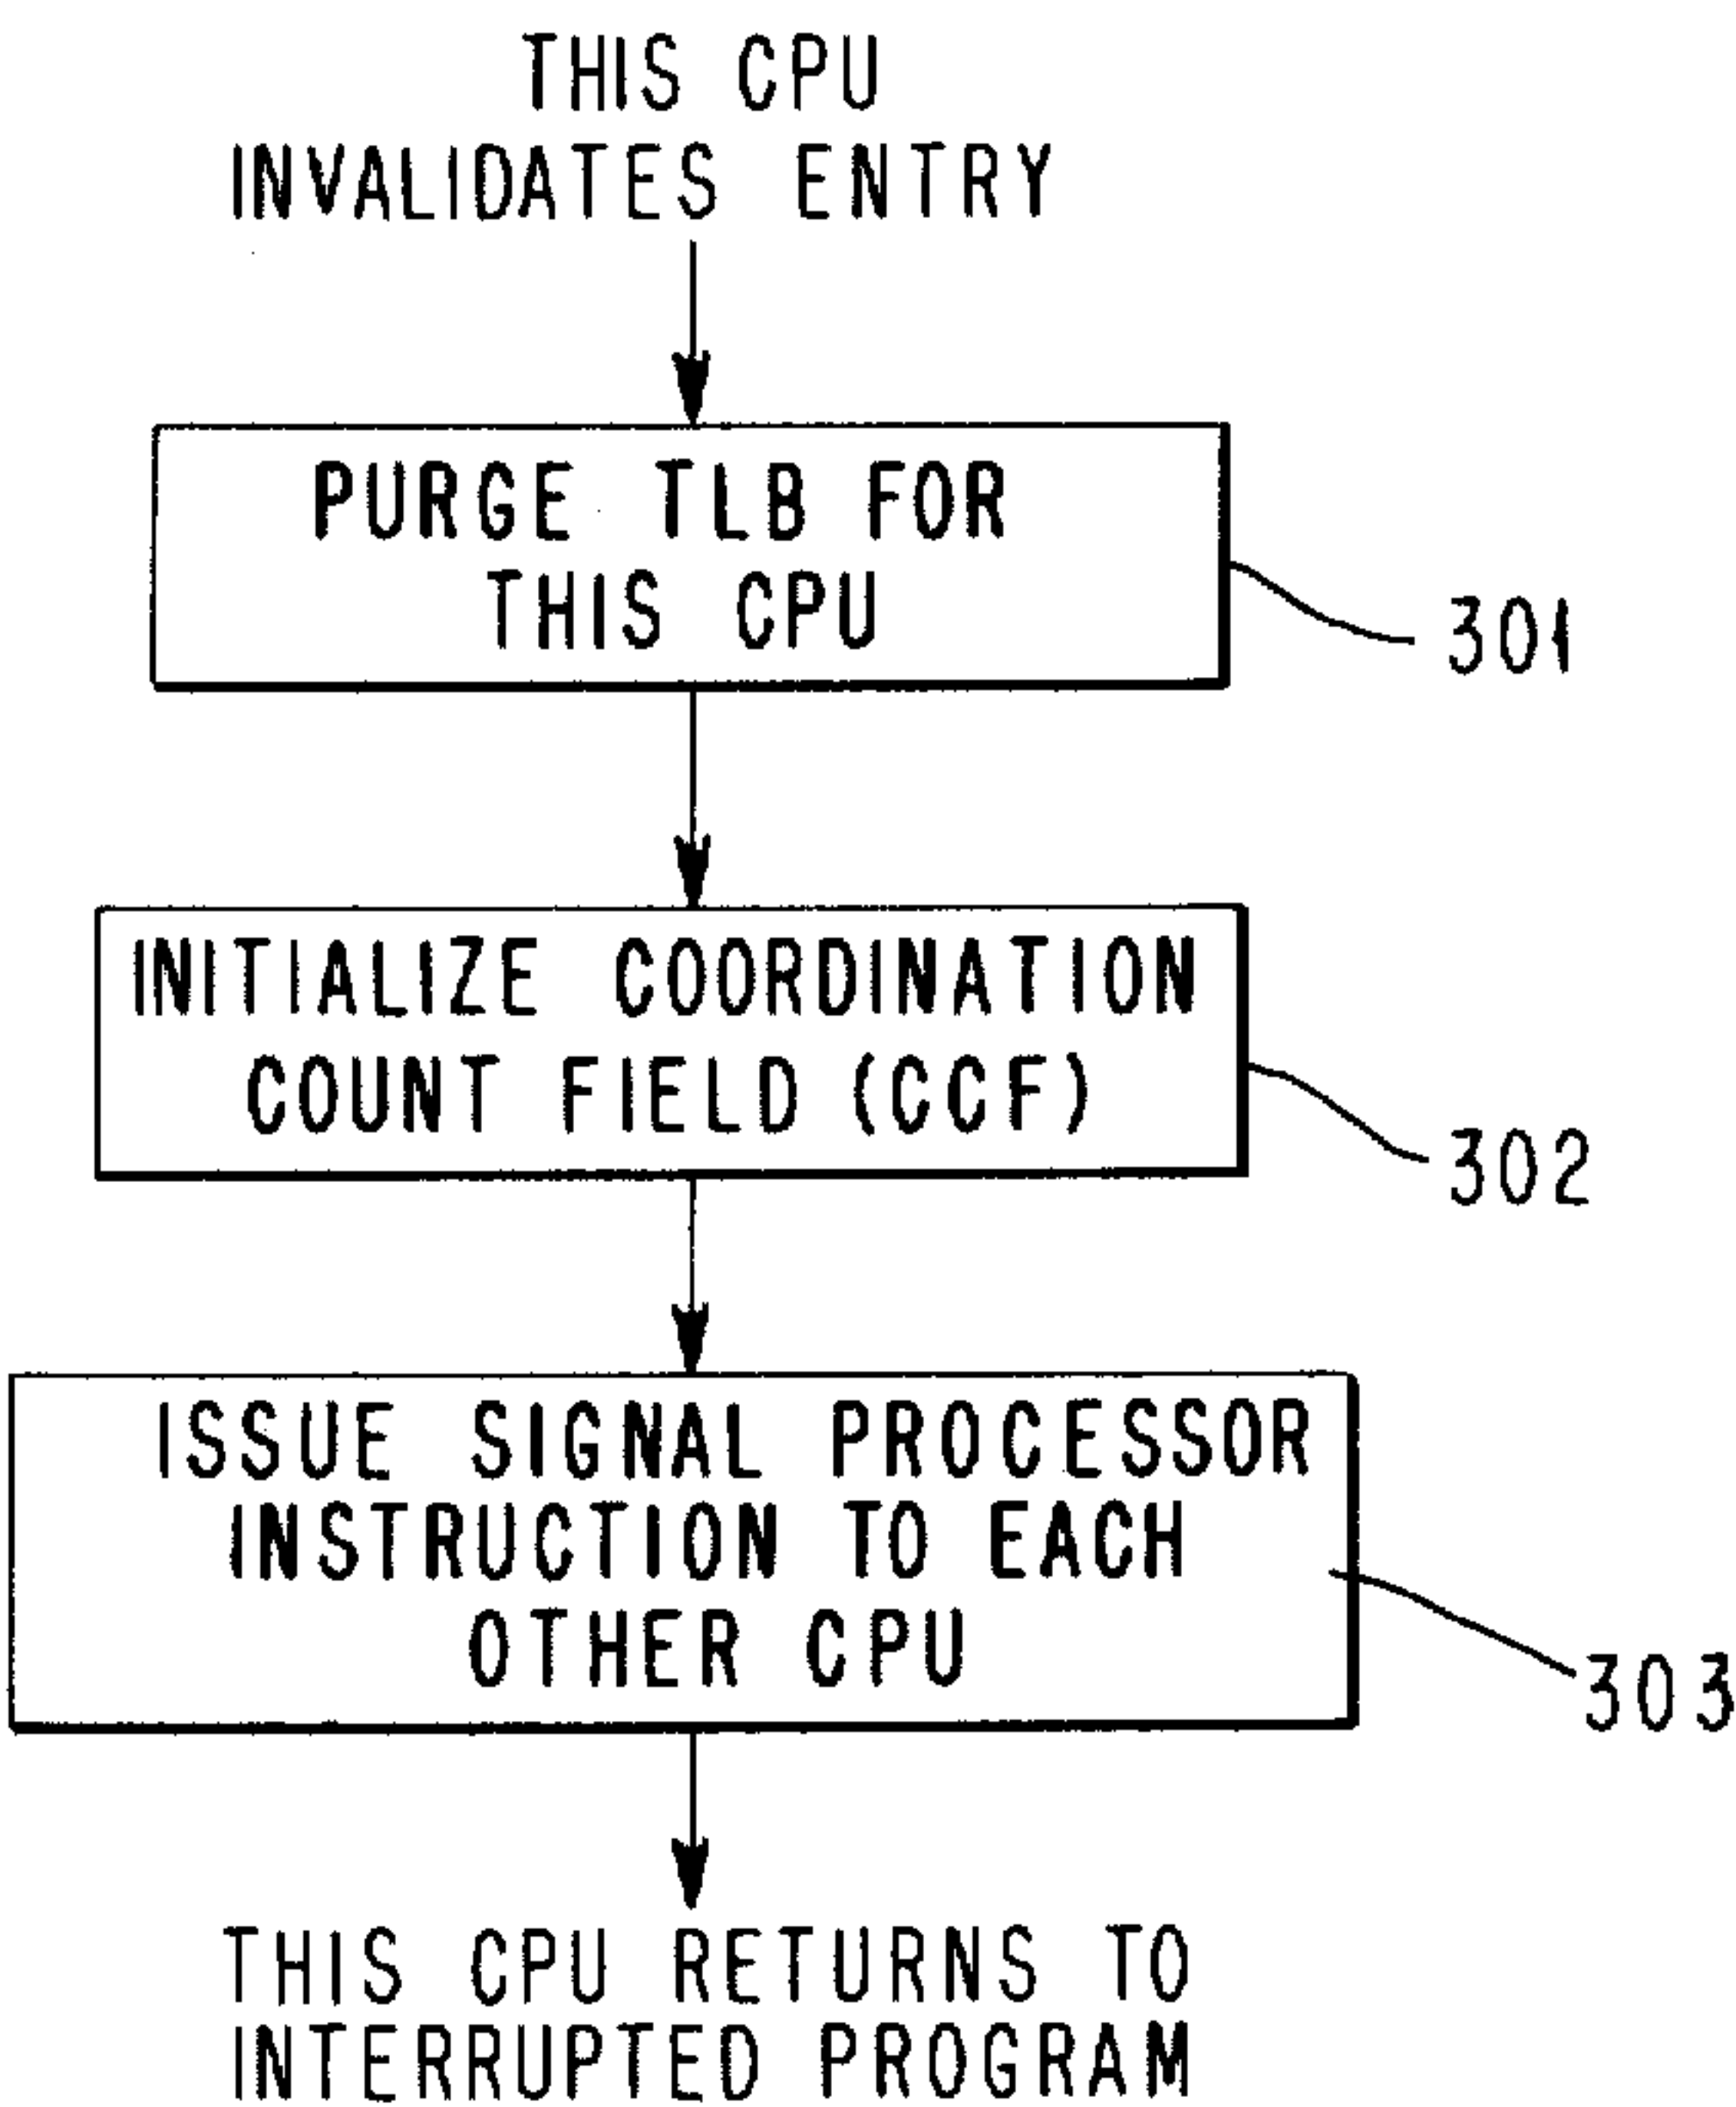 THIS CPU
INVALIDATES ENTRY
PURGE TLB FOR
THIS CPU
301
INITIALIZE COORDINATION
COUNT FIELD (CCF)
302
ISSUE SIGNAL PROCESSOR
INSTRUCTION TO EACH
OTHER CPU
303
THIS CPU RETURNS TO
INTERRUPTED PROGRAM